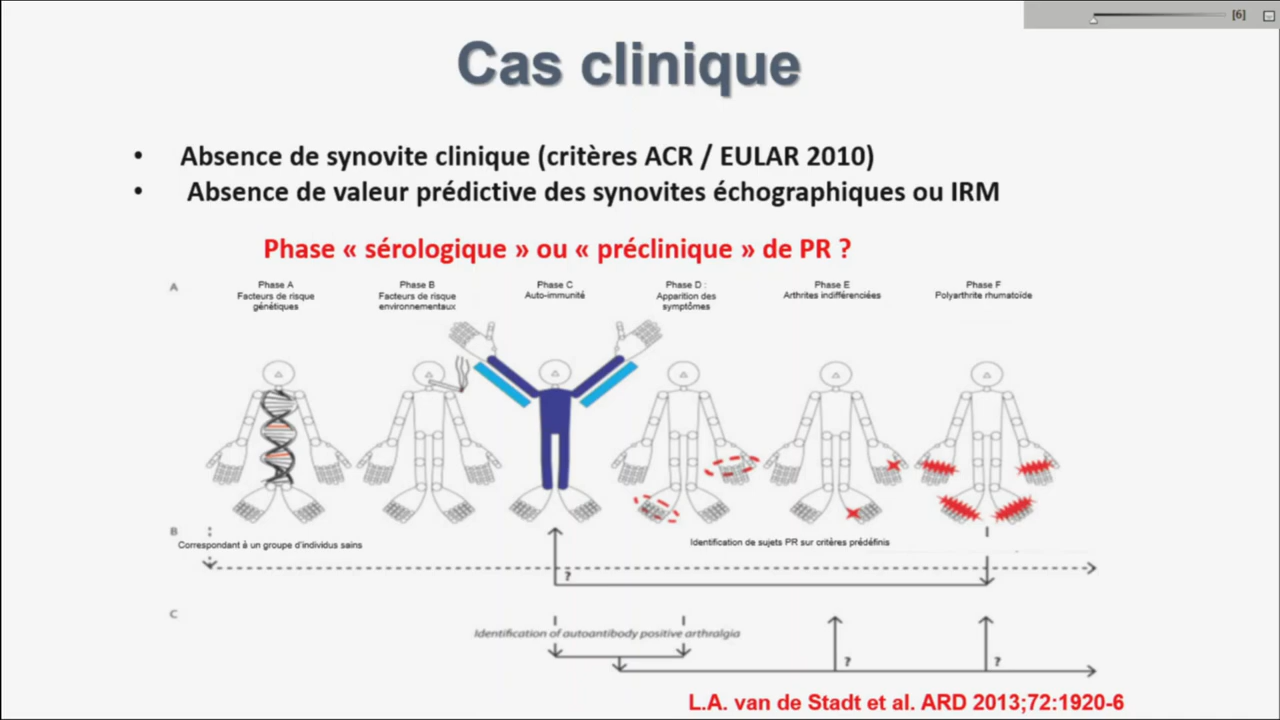 [6]
Cas clinique
• Absence de synovite clinique (critères ACR / EULAR 2010)
• Absence de valeur prédictive des synovites échographiques ou IRM
Phase « sérologique » ou « préclinique » de PR ?
A
Phase A
Facteurs de risque
génétiques
Phase B
Facteurs de risque
environnementaux
Phase C
Auto-immunité
Phase D :
Apparition des
symptômes
Phase E
Arthrites indifférenciées
Phase F
Polyarthrite rhumatoïde
B
Correspondant à un groupe d'individus sains
Identification de sujets PR sur critères prédéfinis
?
C
Identification of autoantibody positive arthralgia
?
?
L.A. van de Stadt et al. ARD 2013;72:1920-6